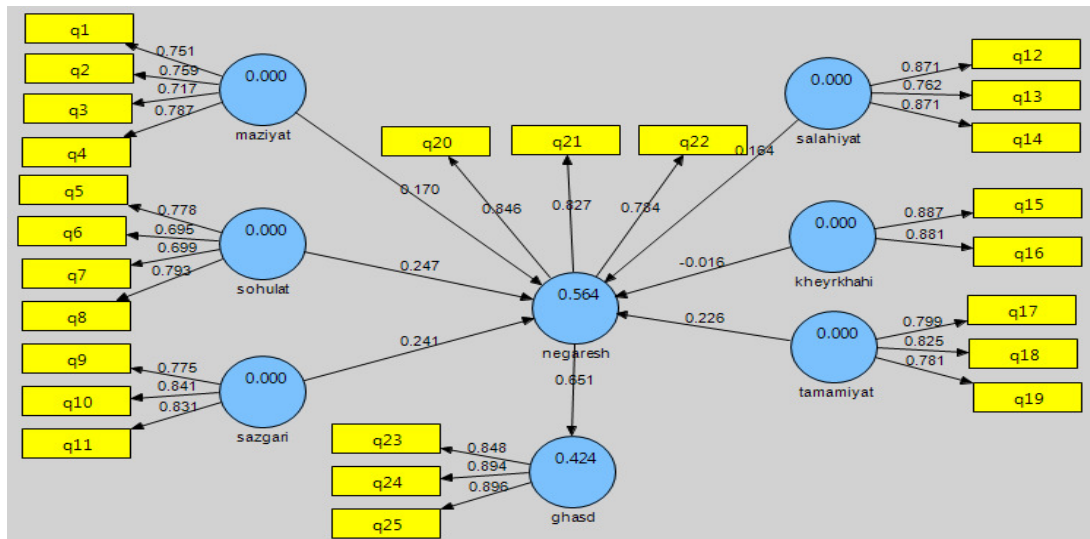 q1
0.751
q2
0.759
q3
0.717
q4
0.787
0.000
maziyat
0.170
q5
0.778
q6
0.695
q7
0.699
q8
0.793
0.000
sohulat
0.247
q9
0.775
q10
0.841
q11
0.831
0.000
sazgari
0.241
q20
0.846
q21
0.827
q22
0.784
0.564
negaresh
0.651
q23
0.848
q24
0.894
q25
0.896
0.424
ghasd
0.000
salahiyat
0.164
q12
0.871
q13
0.762
q14
0.871
0.000
kheyrkhahi
-0.016
q15
0.887
q16
0.881
0.000
tamamiyat
0.226
q17
0.799
q18
0.825
q19
0.781